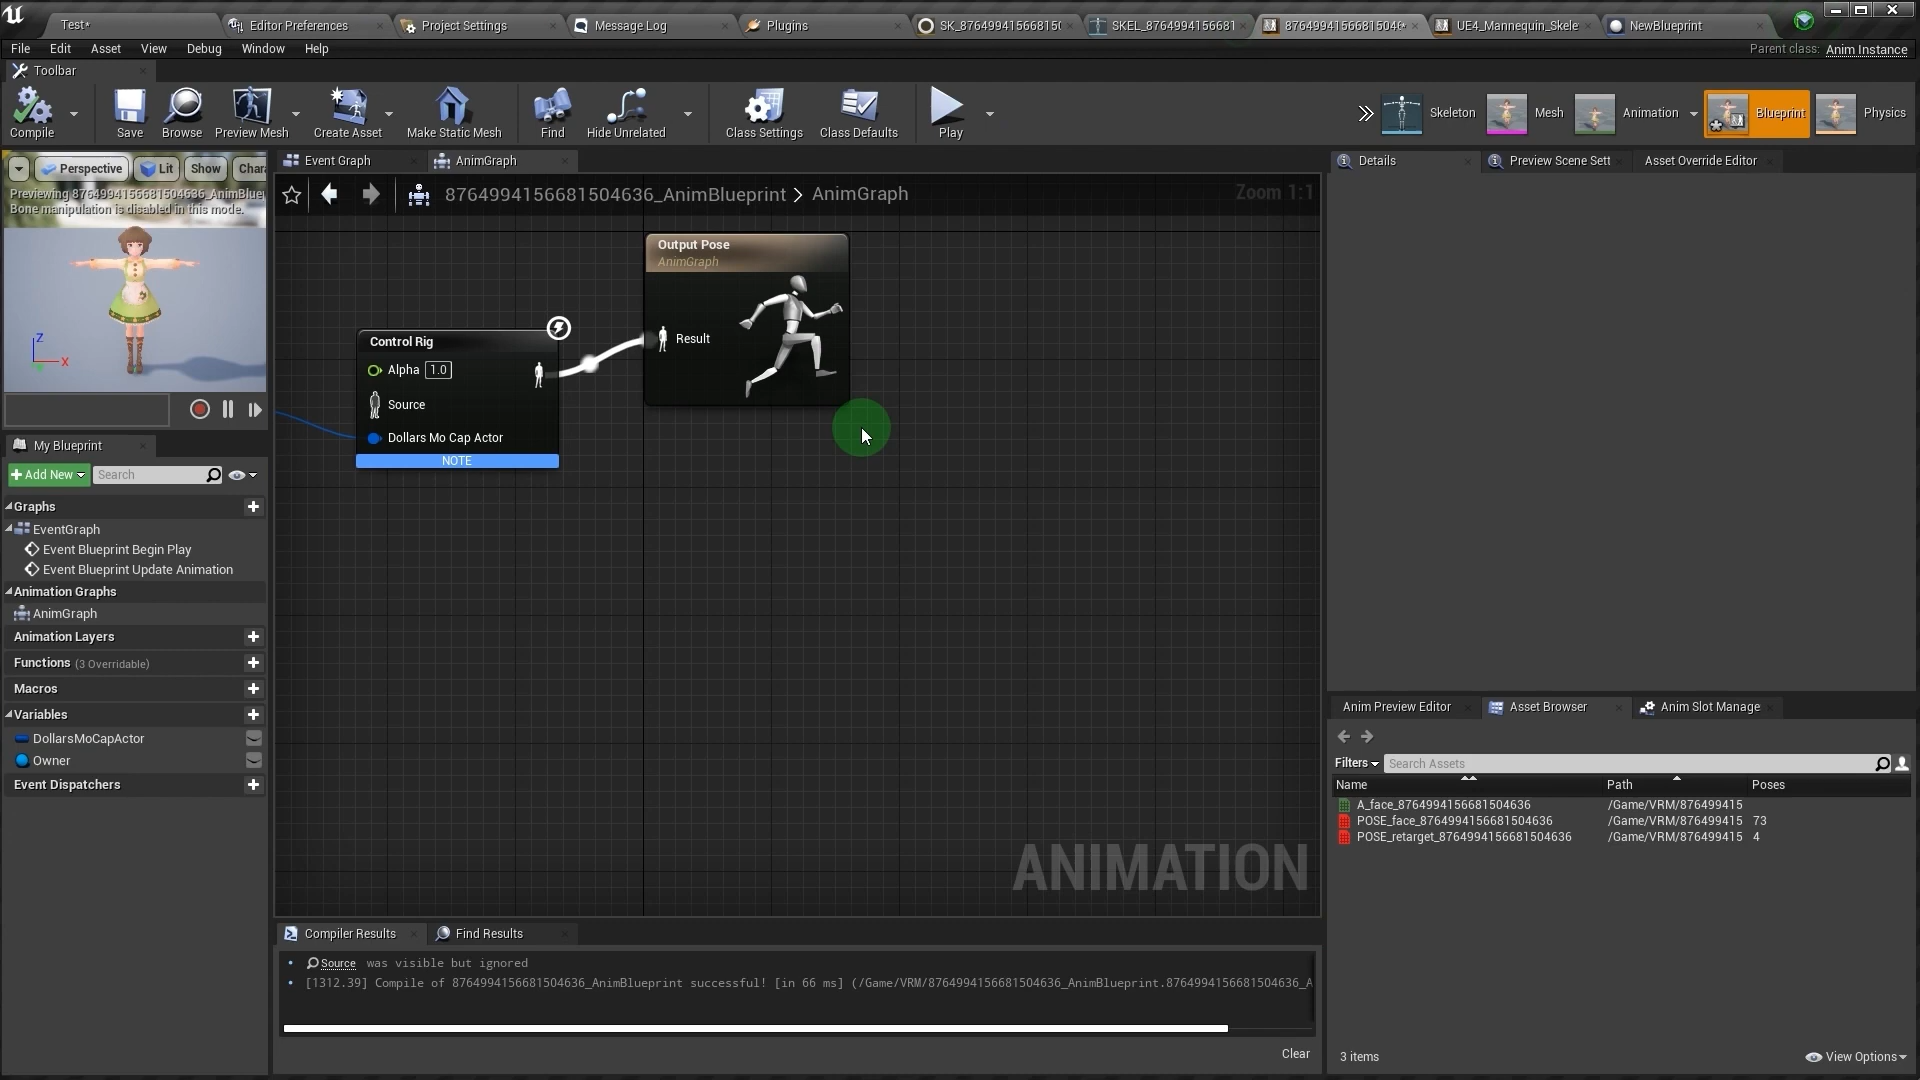 Test*
Editor Preferences
Project Settings
Message Log
Plugins
SK_876499415668150
SKEL_8764994156681
8764994156681504
UE4_Mannequin_Skele
NewBlueprint
File Edit Asset View Debug Window Help
Parent class: Anim Instance
Toolbar
Compile
Save
Browse
Preview Mesh
Create Asset
Make Static Mesh
Find
Hide Unrelated
Class Settings
Class Defaults
Play
Skeleton
Mesh
Animation
Blueprint
Physics
Perspective
Lit
Show
Chara
Previewing 8764994156681504636_AnimBluep
Bone manipulation is disabled in this mode.
Z
X
Event Graph
AnimGraph
8764994156681504636_AnimBlueprint > AnimGraph
Zoom 1:1
Output Pose
AnimGraph
Result
Control Rig
Alpha 1.0
Source
Dollars Mo Cap Actor
NOTE
ANIMATION
My Blueprint
+Add New
Search
Graphs
EventGraph
Event Blueprint Begin Play
Event Blueprint Update Animation
Animation Graphs
AnimGraph
Animation Layers
Functions (3 Overridable)
Macros
Variables
DollarsMoCapActor
Owner
Event Dispatchers
Compiler Results
Find Results
Source was visible but ignored
[1312.39] Compile of 8764994156681504636_AnimBlueprint successful! [in 66 ms] (/Game/VRM/8764994156681504636_AnimBlueprint.8764994156681504636_A
Clear
Details
Preview Scene Sett
Asset Override Editor
Anim Preview Editor
Asset Browser
Anim Slot Manage
Filters
Search Assets
Name Path Poses
A_face_8764994156681504636 /Game/VRM/876499415
POSE_face_8764994156681504636 /Game/VRM/876499415 73
POSE_retarget_8764994156681504636 /Game/VRM/876499415 4
3 items
View Options